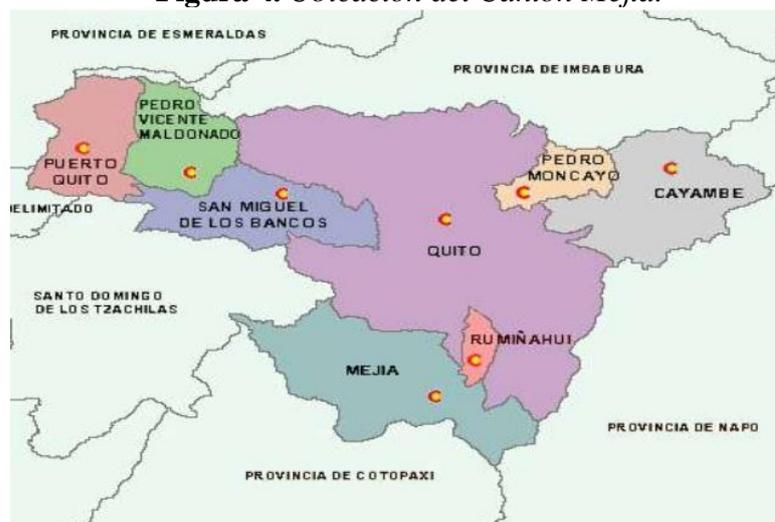 PROVINCIA DE ESMERALDAS
PROVINCIA DE IMBABURA
PEDRO
VICENTE
MALDONADO
PUERTO
QUITO
PEDRO
MONCAYO
CAYAMBE
DELIMITADO
SAN MIGUEL
DE LOS BANCOS
QUITO
SANTO DOMINGO
DE LOS TZACHILAS
RUMIÑAHUI
MEJIA
PROVINCIA DE NAPO
PROVINCIA DE COTOPAXI